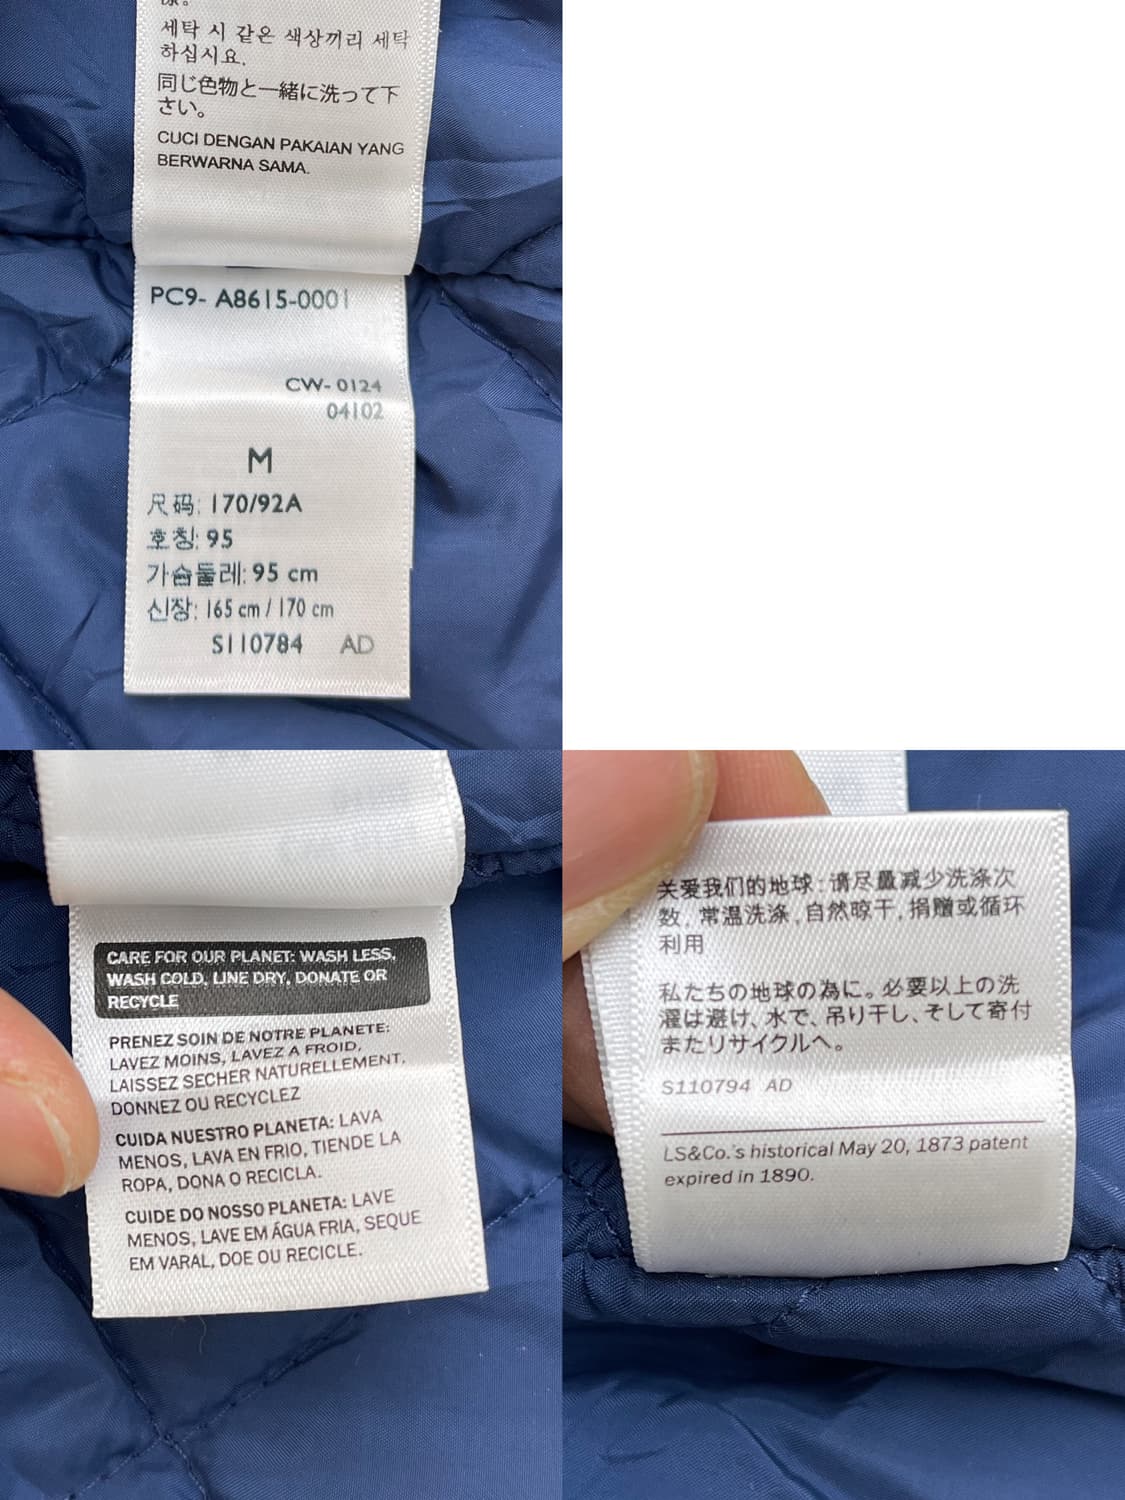 세탁 시 같은 색상끼리 세탁
하십시요.
同じ色物と一緒に洗って下
さい。
CUCI DENGAN PAKAIAN YANG
BERWARNA SAMA.
PC9- A8615-0001
CW- 0124
04102
M
尺码: 170/92A
호칭: 95
가슴둘레: 95 cm
신장: 165 cm / 170 cm
S110784 AD
CARE FOR OUR PLANET: WASH LESS,
WASH COLD, LINE DRY, DONATE OR
RECYCLE
PRENEZ SOIN DE NOTRE PLANETE:
LAVEZ MOINS, LAVEZ A FROID,
LAISSEZ SECHER NATURELLEMENT,
DONNEZ OU RECYCLEZ
CUIDA NUESTRO PLANETA: LAVA
MENOS, LAVA EN FRIO, TIENDE LA
ROPA, DONA O RECICLA.
CUIDE DO NOSSO PLANETA: LAVE
MENOS, LAVE EM ÁGUA FRIA, SEQUE
EM VARAL, DOE OU RECICLE.
关爱我们的地球: 请尽量减少洗涤次
数, 常温洗涤, 自然晾干, 捐赠或循环
利用
私たちの地球の為に。必要以上の洗
濯は避け、水で、吊り干し、そして寄付
またリサイクルへ。
S110794 AD
LS&Co.'s historical May 20, 1873 patent
expired in 1890.